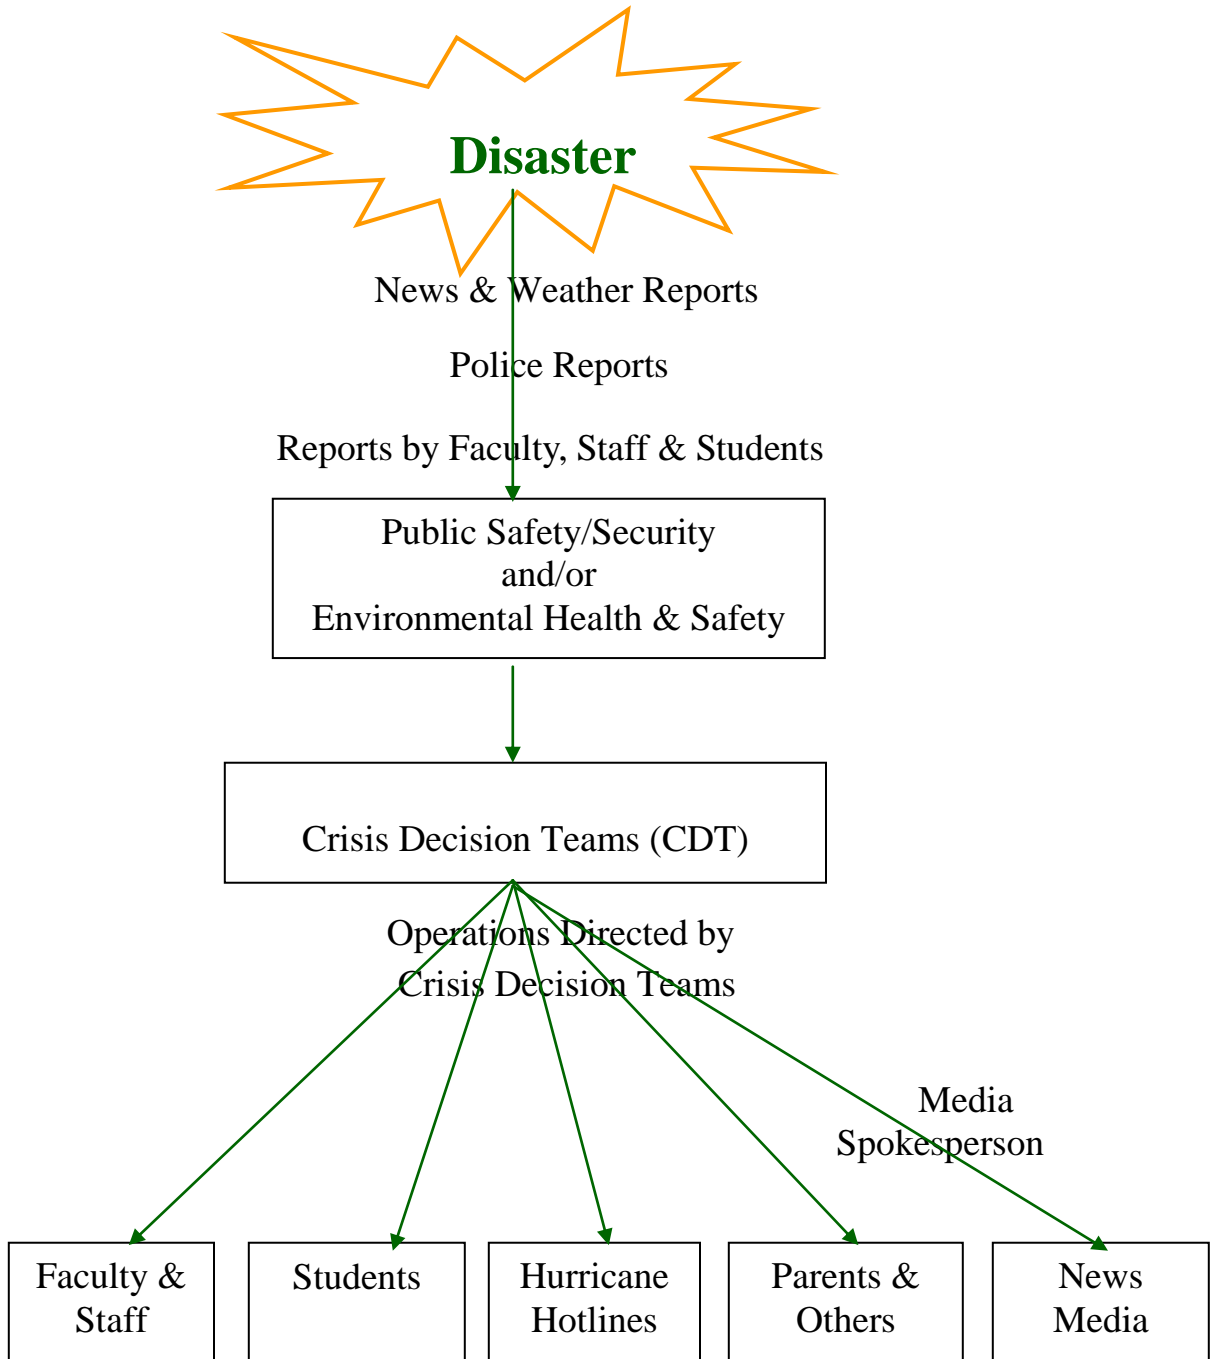 Disaster
News & Weather Reports
Police Reports
Reports by Faculty, Staff & Students
Public Safety/Security
and/or
Environmental Health & Safety
Crisis Decision Teams (CDT)
Operations Directed by
Crisis Decision Teams
Media
Spokesperson
Faculty &
Staff
Students
Hurricane
Hotlines
Parents &
Others
News
Media